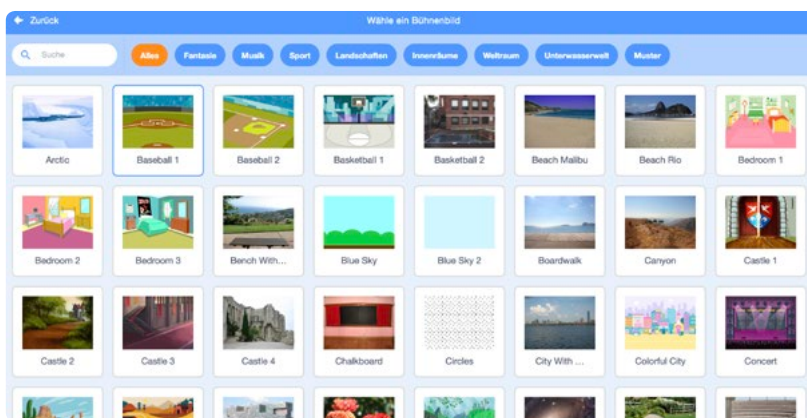 Zurück
Wähle ein Bühnenbild
Suche Alles Fantasie Musik Sport Landschaften Innenräume Weltraum Unterwasserwelt Muster
Arctic Baseball 1 Baseball 2 Basketball 1 Basketball 2 Beach Malibu Beach Rio Bedroom 1
Bedroom 2 Bedroom 3 Bench With... Blue Sky Blue Sky 2 Boardwalk Canyon Castle 1
Castle 2 Castle 3 Castle 4 Chalkboard Circles City With ... Colorful City Concert